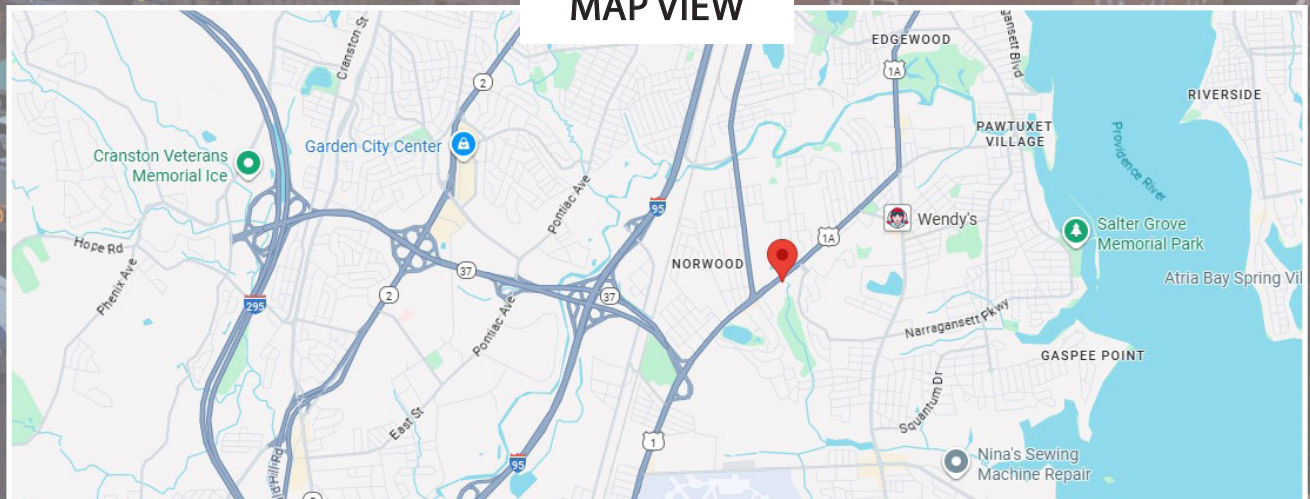 MAP VIEW
EDGEWOOD
Cranston St
1A
RIVERSIDE
2
PAWTUXET
VILLAGE
Providence River
Garden City Center
Cranston Veterans
Memorial Ice
Pontiac Ave
95
Wendy's
Salter Grove
Memorial Park
1A
Hope Rd
NORWOOD
Phenix Ave
37
Atria Bay Spring Vil
2
37
295
Pontiac Ave
Narragansett Pkwy
GASPEE POINT
Squantum Dr
East St
1
95
Nina's Sewing
Machine Repair